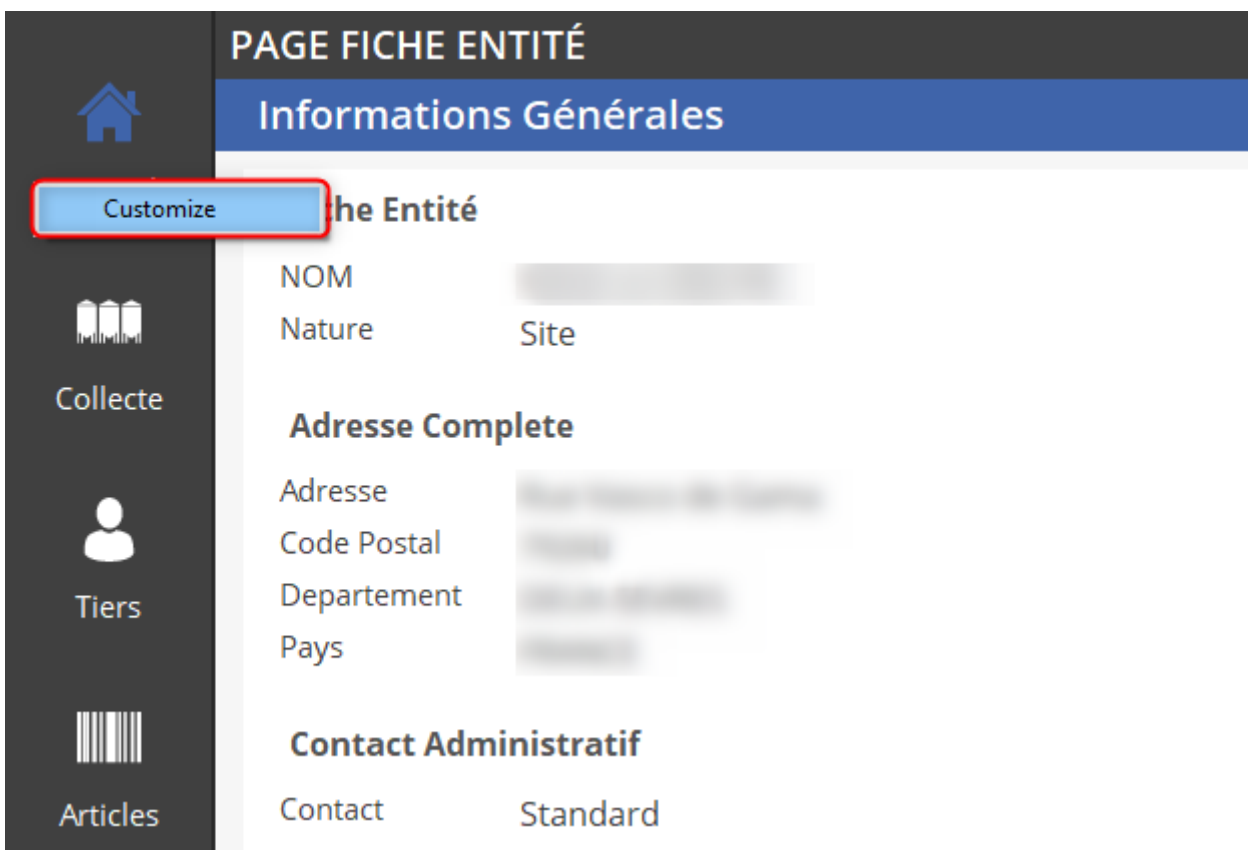 PAGE FICHE ENTITÉ
Informations Générales
Customize
che Entité
NOM
Nature Site
Collecte
Adresse Complete
Adresse
Code Postal
Departement
Tiers
Pays
Contact Administratif
Contact Standard
Articles